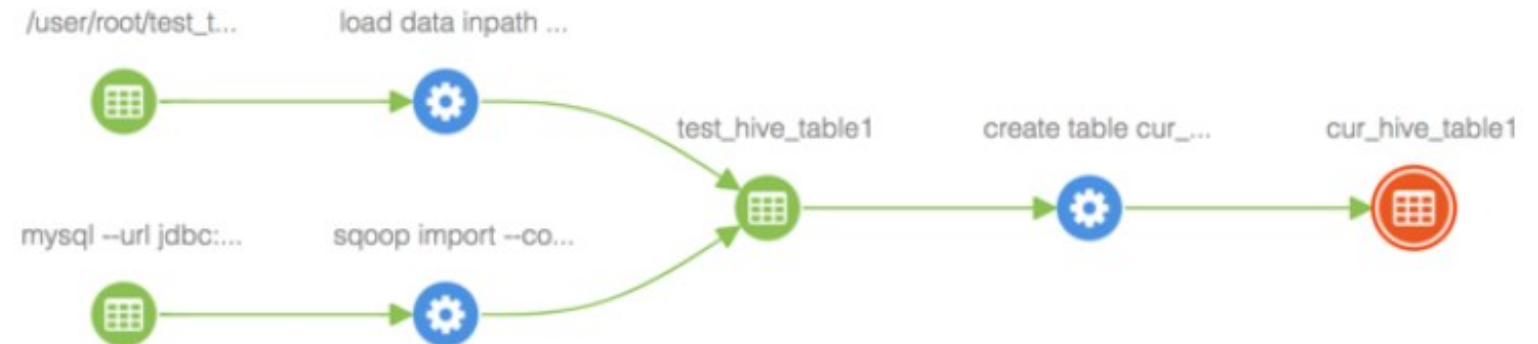 /user/root/test_t...
load data inpath ...
test_hive_table1
create table cur_...
cur_hive_table1
mysql --url jdbc:...
sqoop import --co...